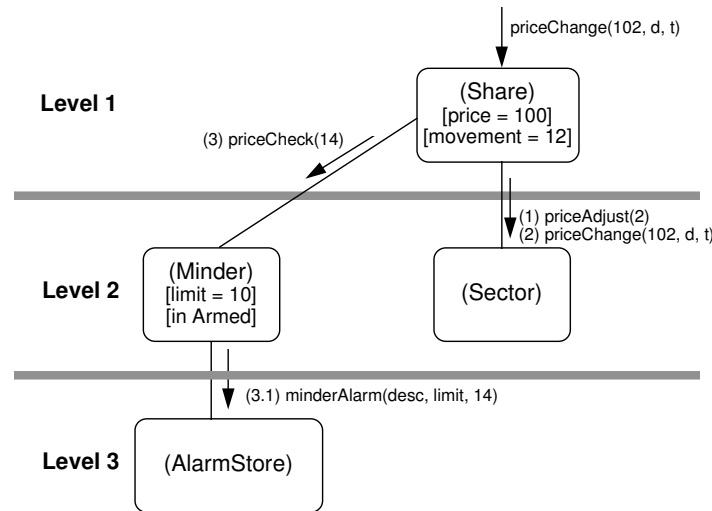 priceChange(102, d, t)
Level 1
(Share)
[price = 100]
[movement = 12]
(3) priceCheck(14)
(1) priceAdjust(2)
(2) priceChange(102, d, t)
Level 2
(Minder)
[limit = 10]
[in Armed]
(Sector)
(3.1) minderAlarm(desc, limit, 14)
Level 3
(AlarmStore)